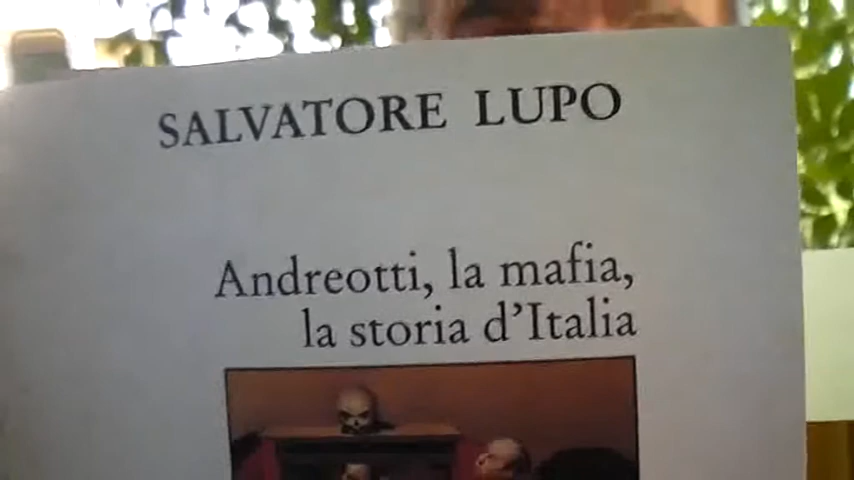 SALVATORE LUPO
Andreotti, la mafia,
la storia d'Italia